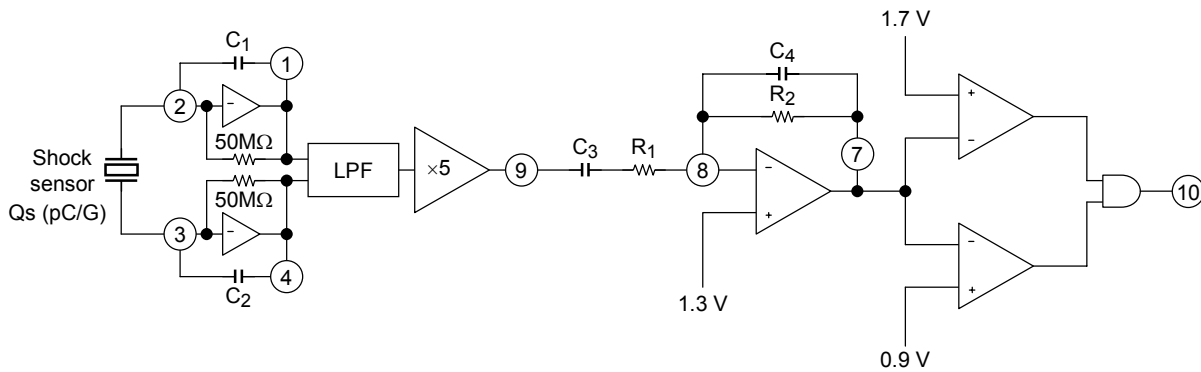 1.7 V
C1
1
C4
2
-
R2
+
50MΩ
-
7
Shock
sensor
Qs (pC/G)
LPF
×5
9
C3
R1
8
-
10
50MΩ
+
3
-
-
C2
4
1.3 V
+
0.9 V